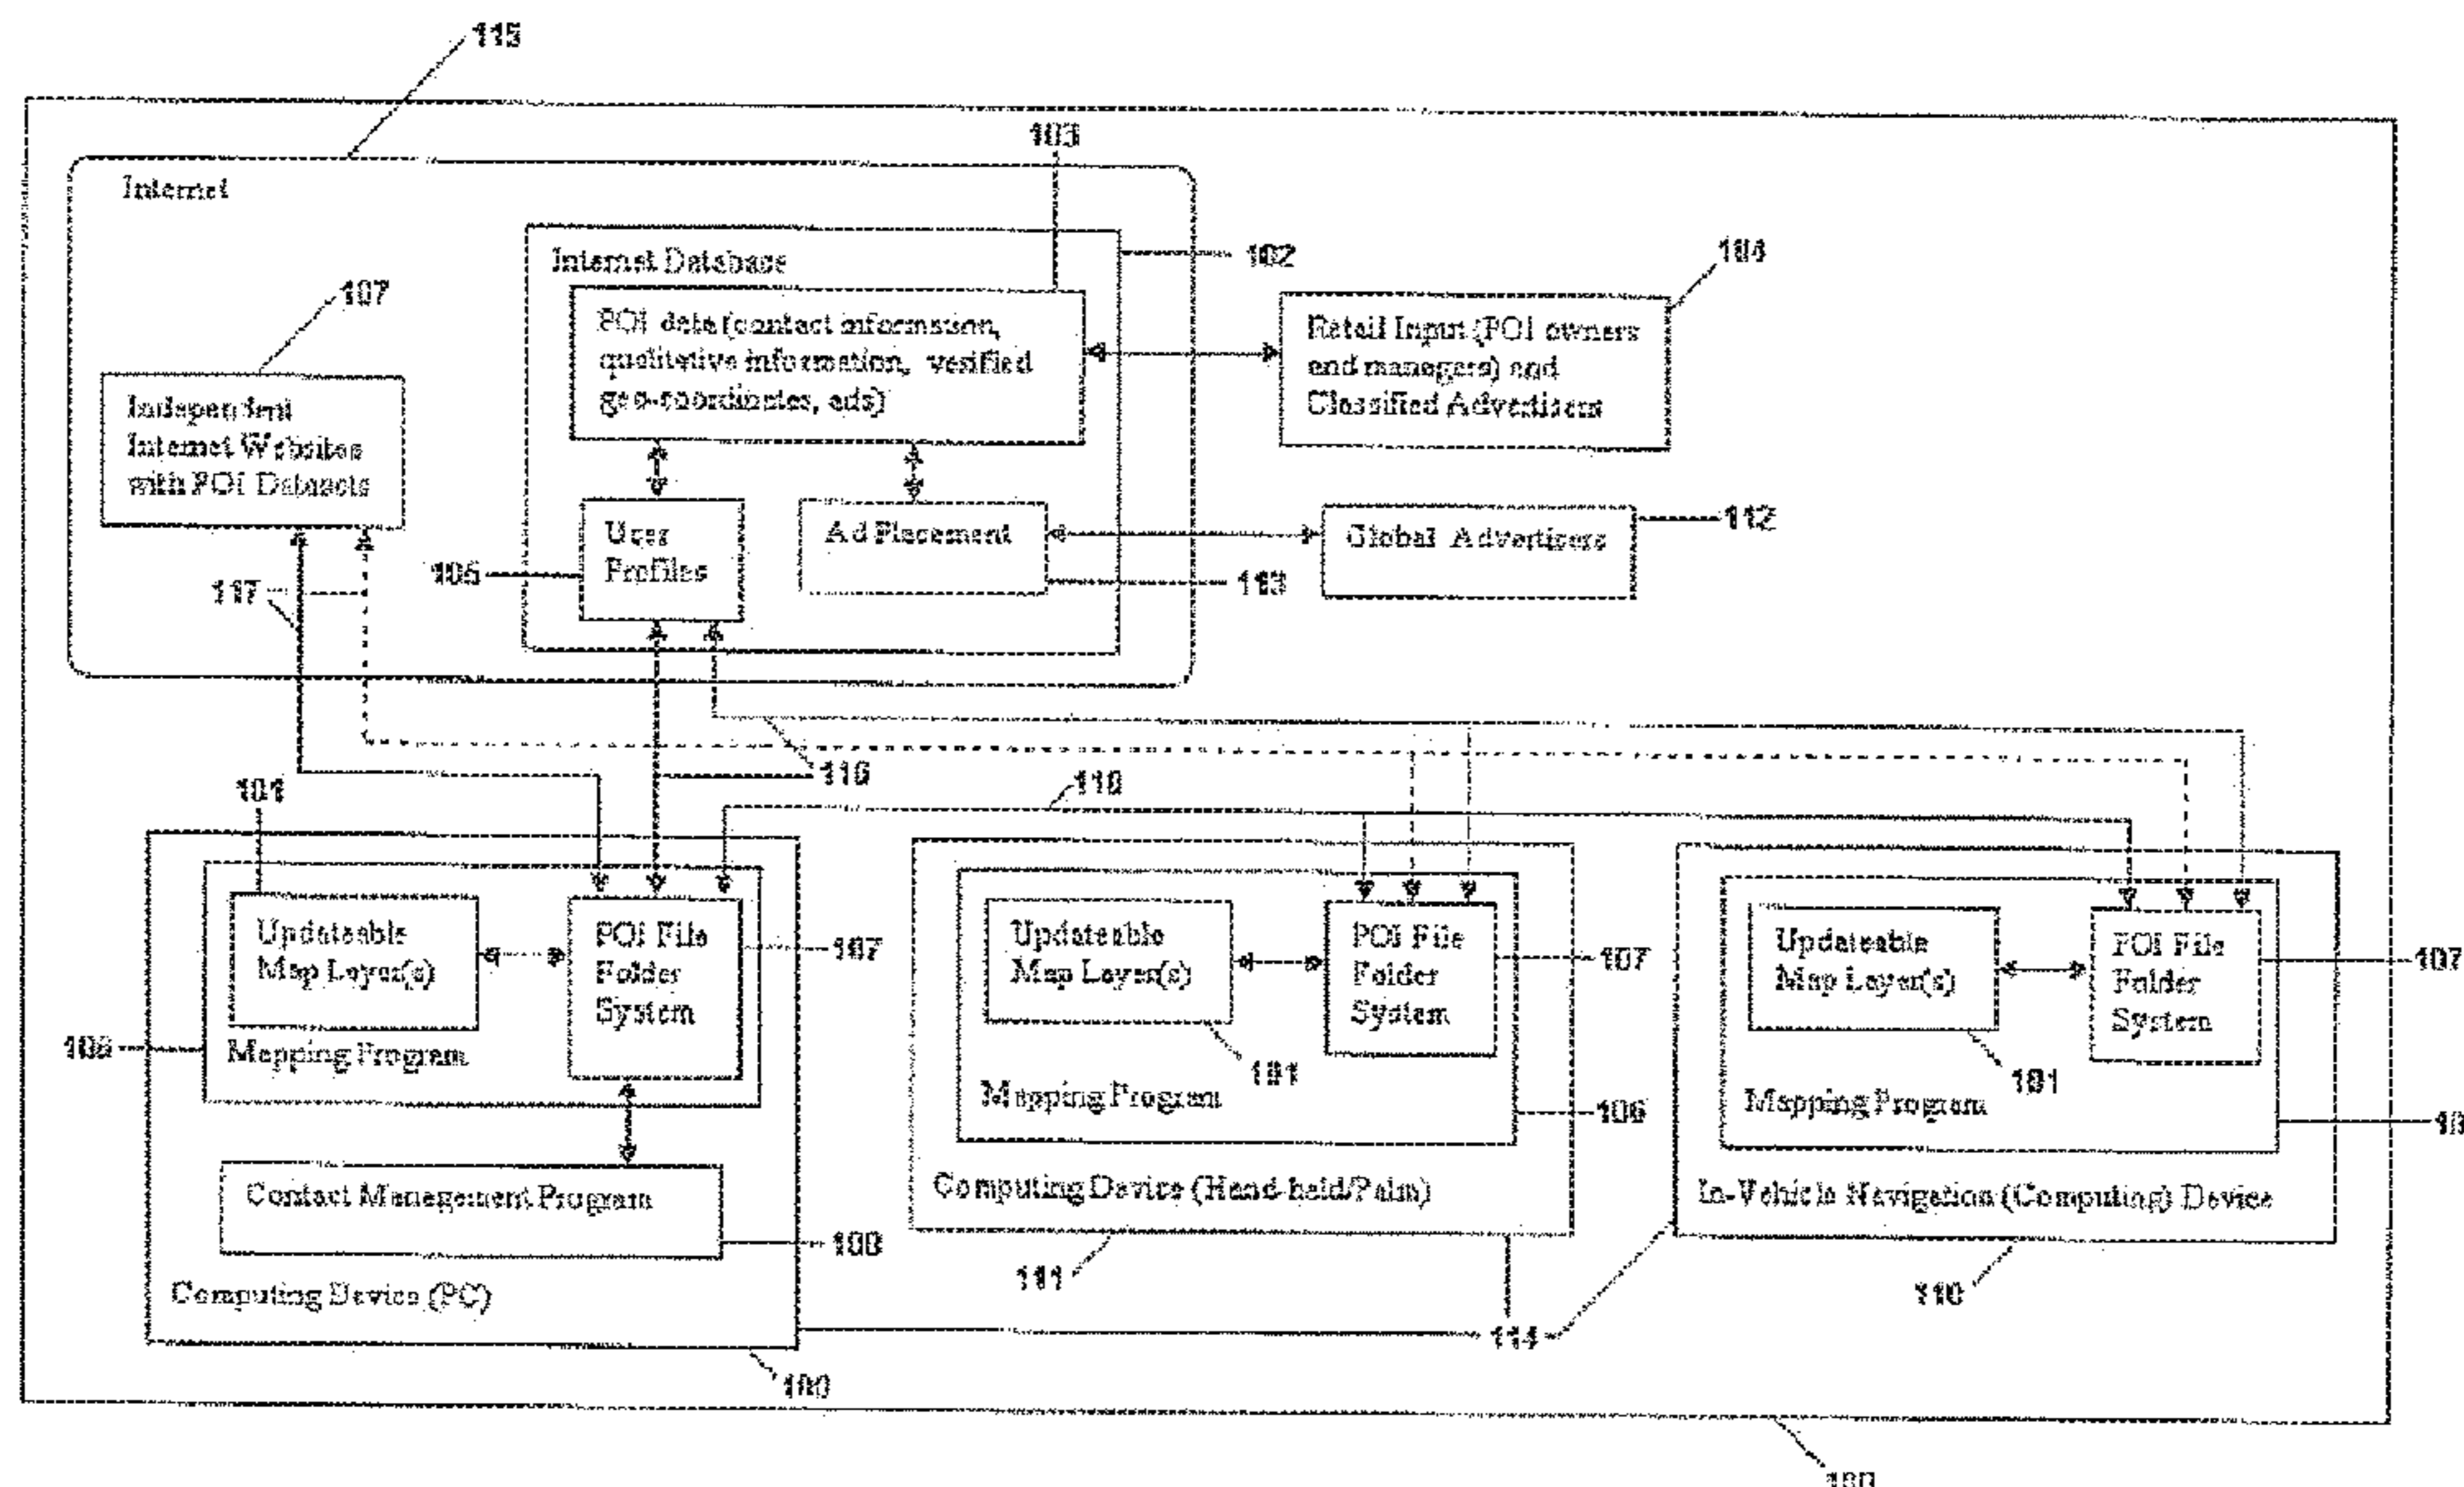 115
103
Internet
Internet Database
102
104
107
POI data (contact information,
qualitative information, verified
geo-coordinates, ads)
Retail Input (POI owners
and managers) and
Classified Advertisers
Independent
Internet Websites
with POI Datasets
User
Profiles
Ad Placement
Global Advertisers
112
105
113
117
116
118
101
Updateable
Map Layer(s)
POI File
Folder
System
107
Mapping Program
Contact Management Program
Computing Device (PC)
Updateable
Map Layer(s)
POI File
Folder
System
107
101
Mapping Program
106
Computing Device (Hand-held/Palm)
111
Updateable
Map Layer(s)
POI File
Folder
System
107
101
Mapping Program
In-Vehicle Navigation (Computing) Device
110
114
100